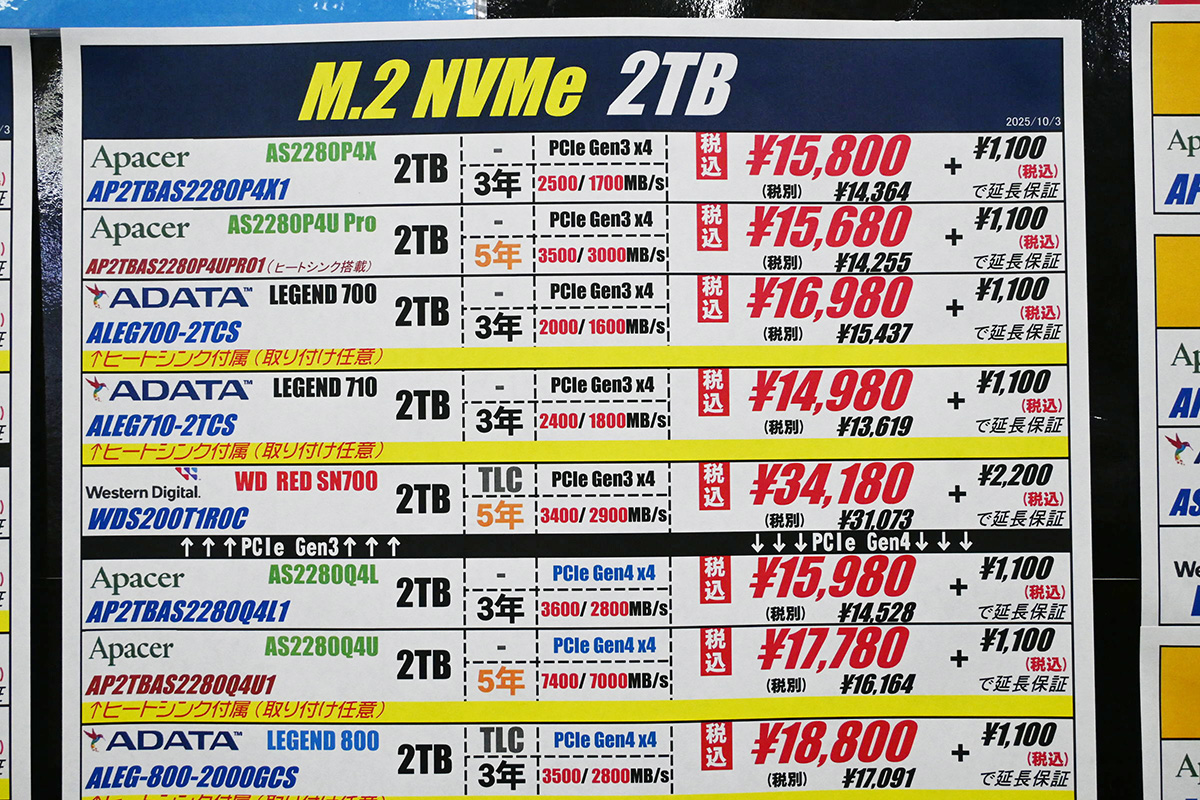 M.2 NVMe 2TB
2025/10/3
Apacer AS2280P4X 2TB - PCIe Gen3 x4 税込 ¥15,800 + ¥1,100
(税込)
AP2TBAS2280P4X1 3年 2500/ 1700MB/s (税別) ¥14,364 で延長保証
Apacer AS2280P4U Pro 2TB - PCIe Gen3 x4 税込 ¥15,680 + ¥1,100
(税込)
AP2TBAS2280P4UPRO1 (ヒートシンク搭載) 5年 3500/ 3000MB/s (税別) ¥14,255 で延長保証
ADATA™ LEGEND 700 2TB - PCIe Gen3 x4 税込 ¥16,980 + ¥1,100
(税込)
ALEG700-2TCS 3年 2000/ 1600MB/s (税別) ¥15,437 で延長保証
↑ヒートシンク付属(取り付け任意)
ADATA™ LEGEND 710 2TB - PCIe Gen3 x4 税込 ¥14,980 + ¥1,100
(税込)
ALEG710-2TCS 3年 2400/ 1800MB/s (税別) ¥13,619 で延長保証
↑ヒートシンク付属(取り付け任意)
Western Digital. WD RED SN700 2TB TLC PCIe Gen3 x4 税込 ¥34,180 + ¥2,200
(税込)
WDS200T1R0C 5年 3400/ 2900MB/s (税別) ¥31,073 で延長保証
↑↑↑PCIe Gen3↑↑↑ ↓↓↓PCIe Gen4↓↓↓
Apacer AS2280Q4L 2TB - PCIe Gen4 x4 税込 ¥15,980 + ¥1,100
(税込)
AP2TBAS2280Q4L1 3年 3600/ 2800MB/s (税別) ¥14,528 で延長保証
Apacer AS2280Q4U 2TB - PCIe Gen4 x4 税込 ¥17,780 + ¥1,100
(税込)
AP2TBAS2280Q4U1 5年 7400/ 7000MB/s (税別) ¥16,164 で延長保証
↑ヒートシンク付属(取り付け任意)
ADATA™ LEGEND 800 2TB TLC PCIe Gen4 x4 税込 ¥18,800 + ¥1,100
(税込)
ALEG-800-2000GCS 3年 3500/ 2800MB/s (税別) ¥17,091 で延長保証